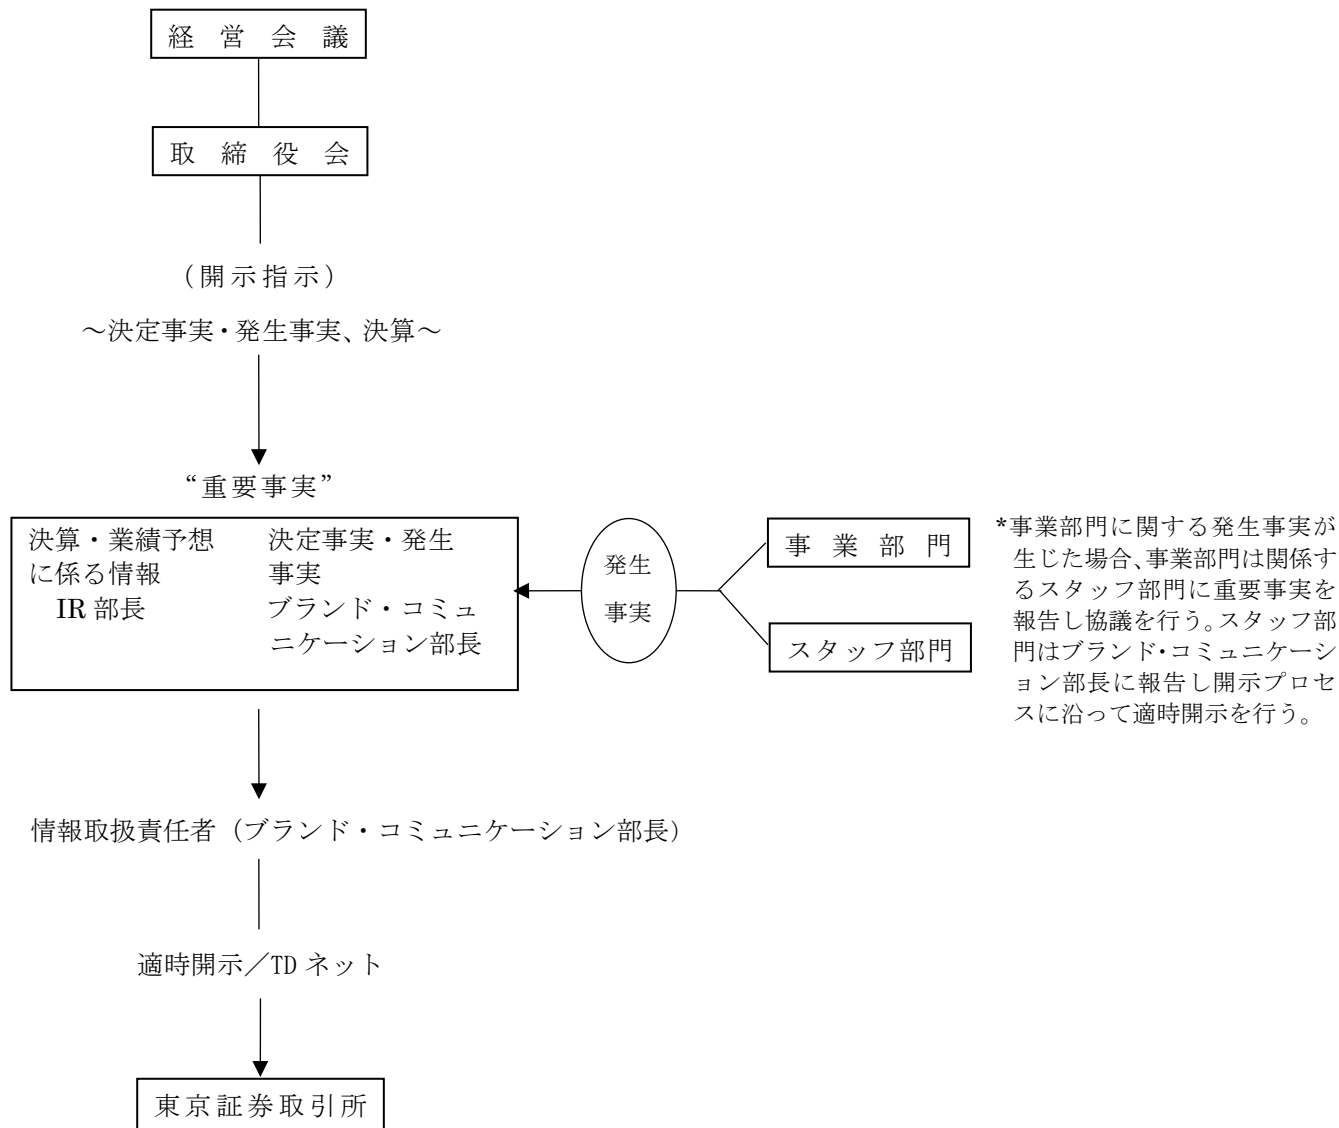 経営会議
取締役会
（開示指示）
～決定事実・発生事実、決算～
“重要事実”
決算・業績予想
に係る情報
IR 部長
決定事実・発生
事実
ブランド・コミュ
ニケーション部長
発生
事実
事業部門
スタッフ部門
*事業部門に関する発生事実が
生じた場合、事業部門は関係す
るスタッフ部門に重要事実を
報告し協議を行う。スタッフ部
門はブランド・コミュニケーシ
ョン部長に報告し開示プロセ
スに沿って適時開示を行う。
情報取扱責任者（ブランド・コミュニケーション部長）
適時開示／TD ネット
東京証券取引所